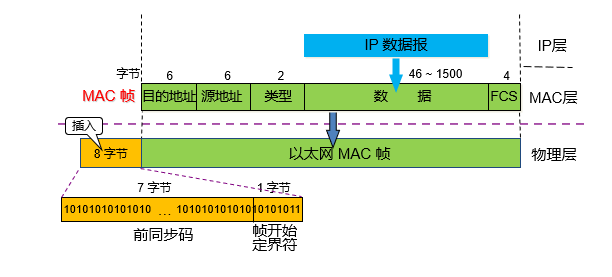 IP 数据报
IP层
字节
6
6
2
46 ~ 1500
4
MAC 帧
目的地址
源地址
类型
数 据
FCS
MAC层
插入
8 字节
以太网 MAC 帧
物理层
7 字节
1 字节
10101010101010 … 10101010101010101011
前同步码
帧开始
定界符